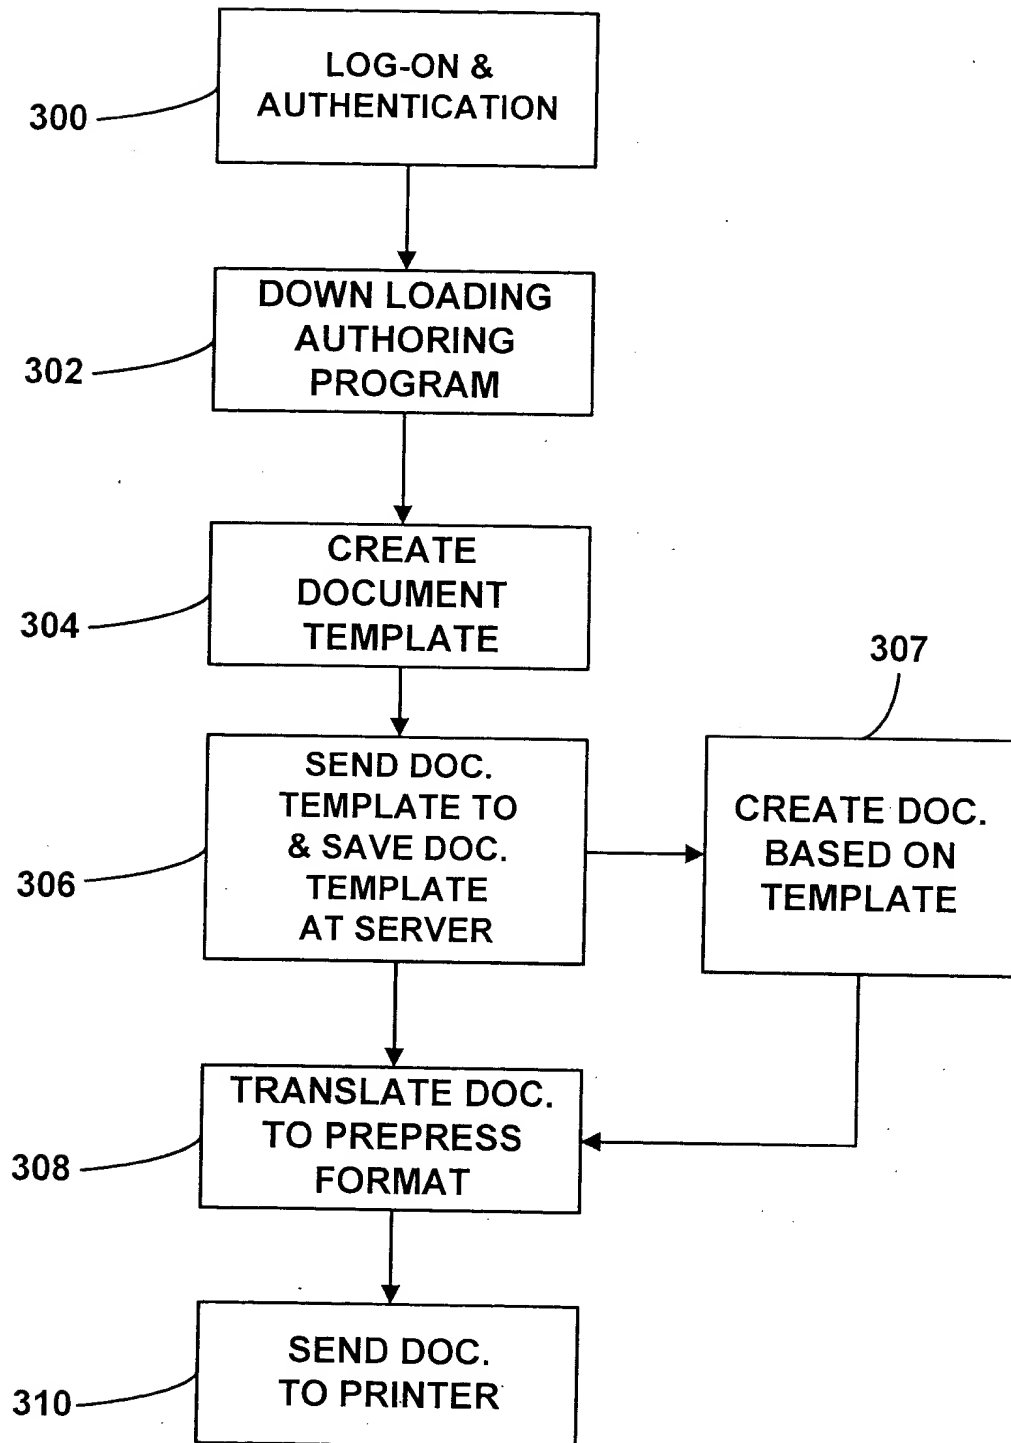 LOG-ON &
AUTHENTICATION
300
DOWN LOADING
AUTHORING
PROGRAM
302
CREATE
DOCUMENT
TEMPLATE
304
307
SEND DOC.
TEMPLATE TO
& SAVE DOC.
TEMPLATE
AT SERVER
306
CREATE DOC.
BASED ON
TEMPLATE
TRANSLATE DOC.
TO PREPRESS
FORMAT
308
SEND DOC.
TO PRINTER
310